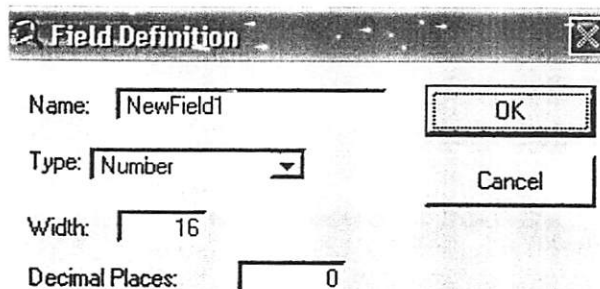 Field Definition
Name: NewField1
OK
Type: Number
Cancel
Width: 16
Decimal Places: 0